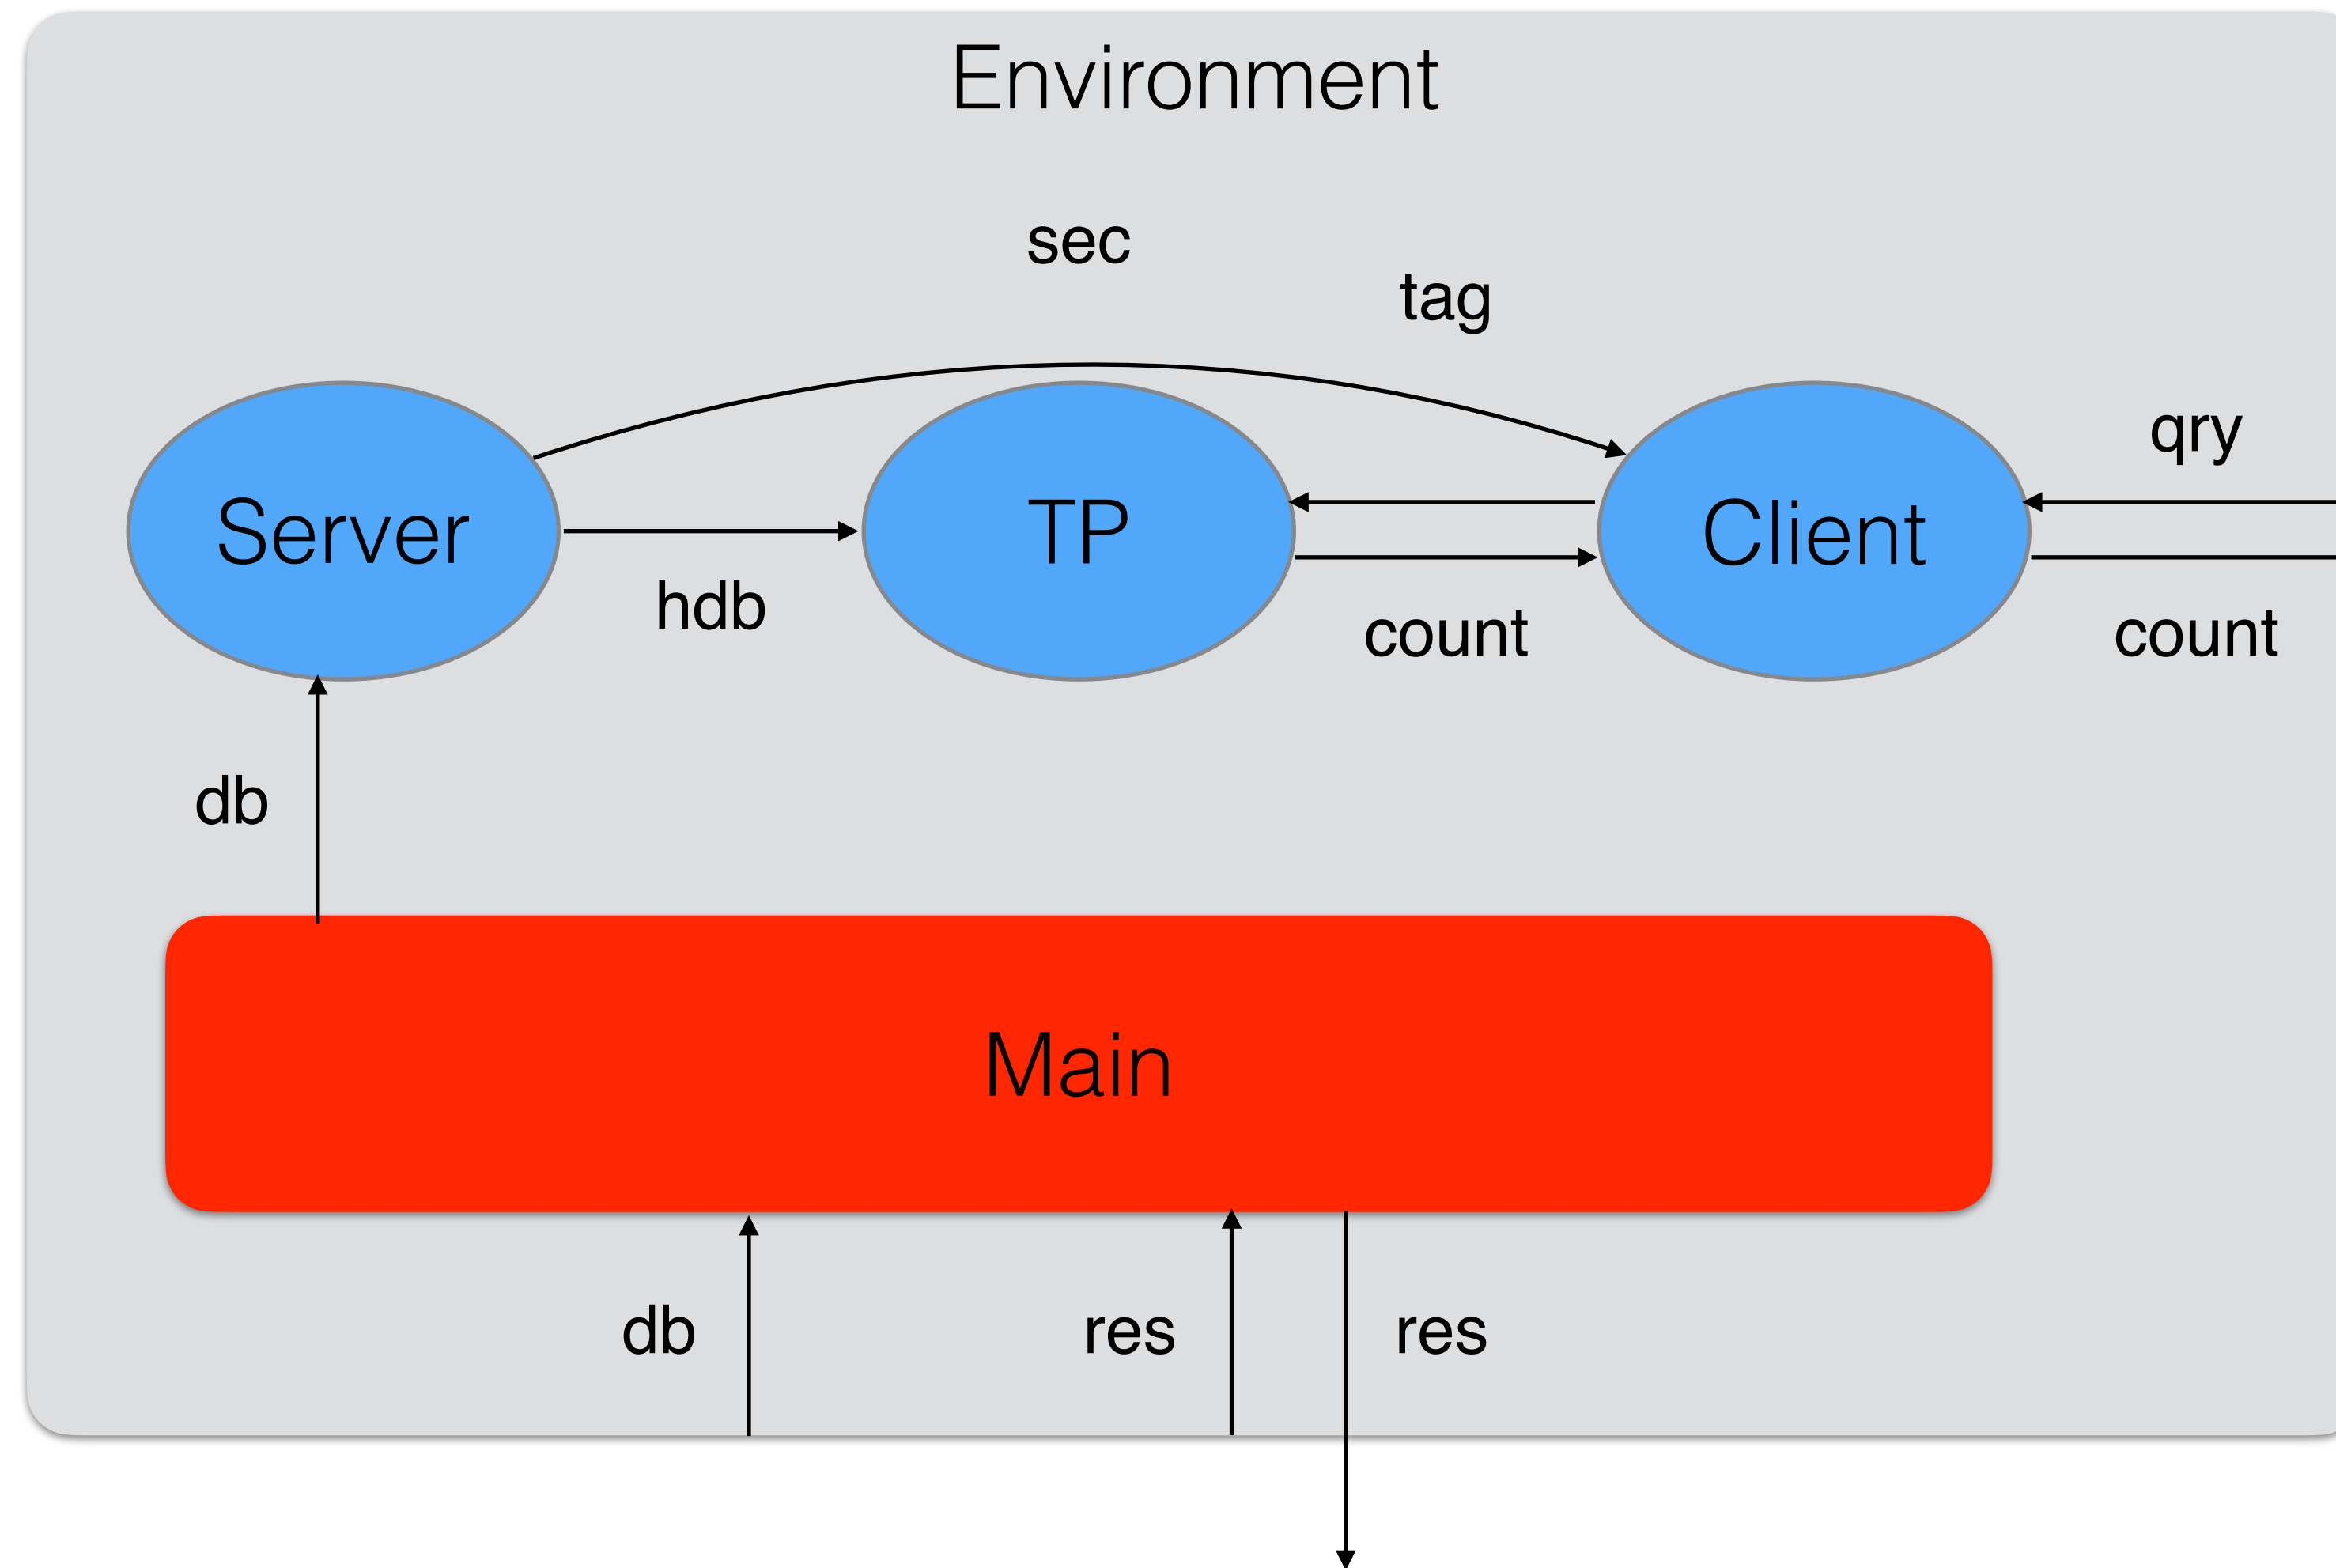 Environment
sec
tag
qry
Server
TP
Client
hdb
count
count
db
Main
db
res
res